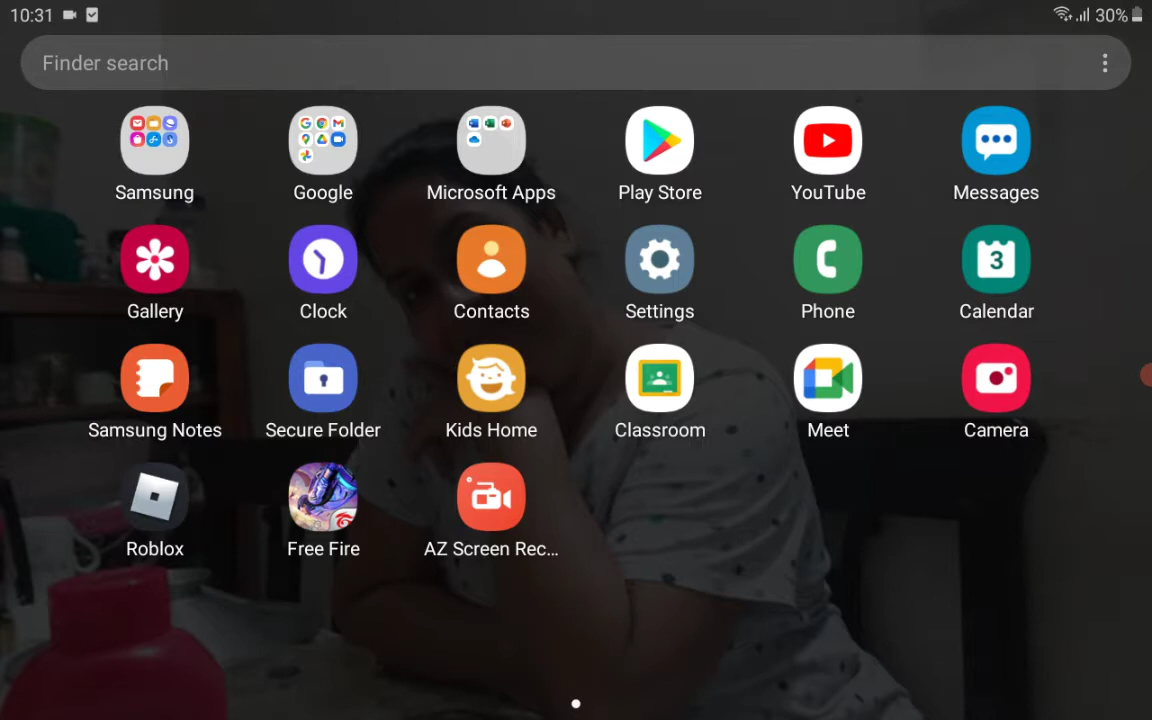 10:31 30%
Finder search
Samsung Google Microsoft Apps Play Store YouTube Messages
3
Gallery Clock Contacts Settings Phone Calendar
Samsung Notes Secure Folder Kids Home Classroom Meet Camera
Roblox Free Fire AZ Screen Rec...